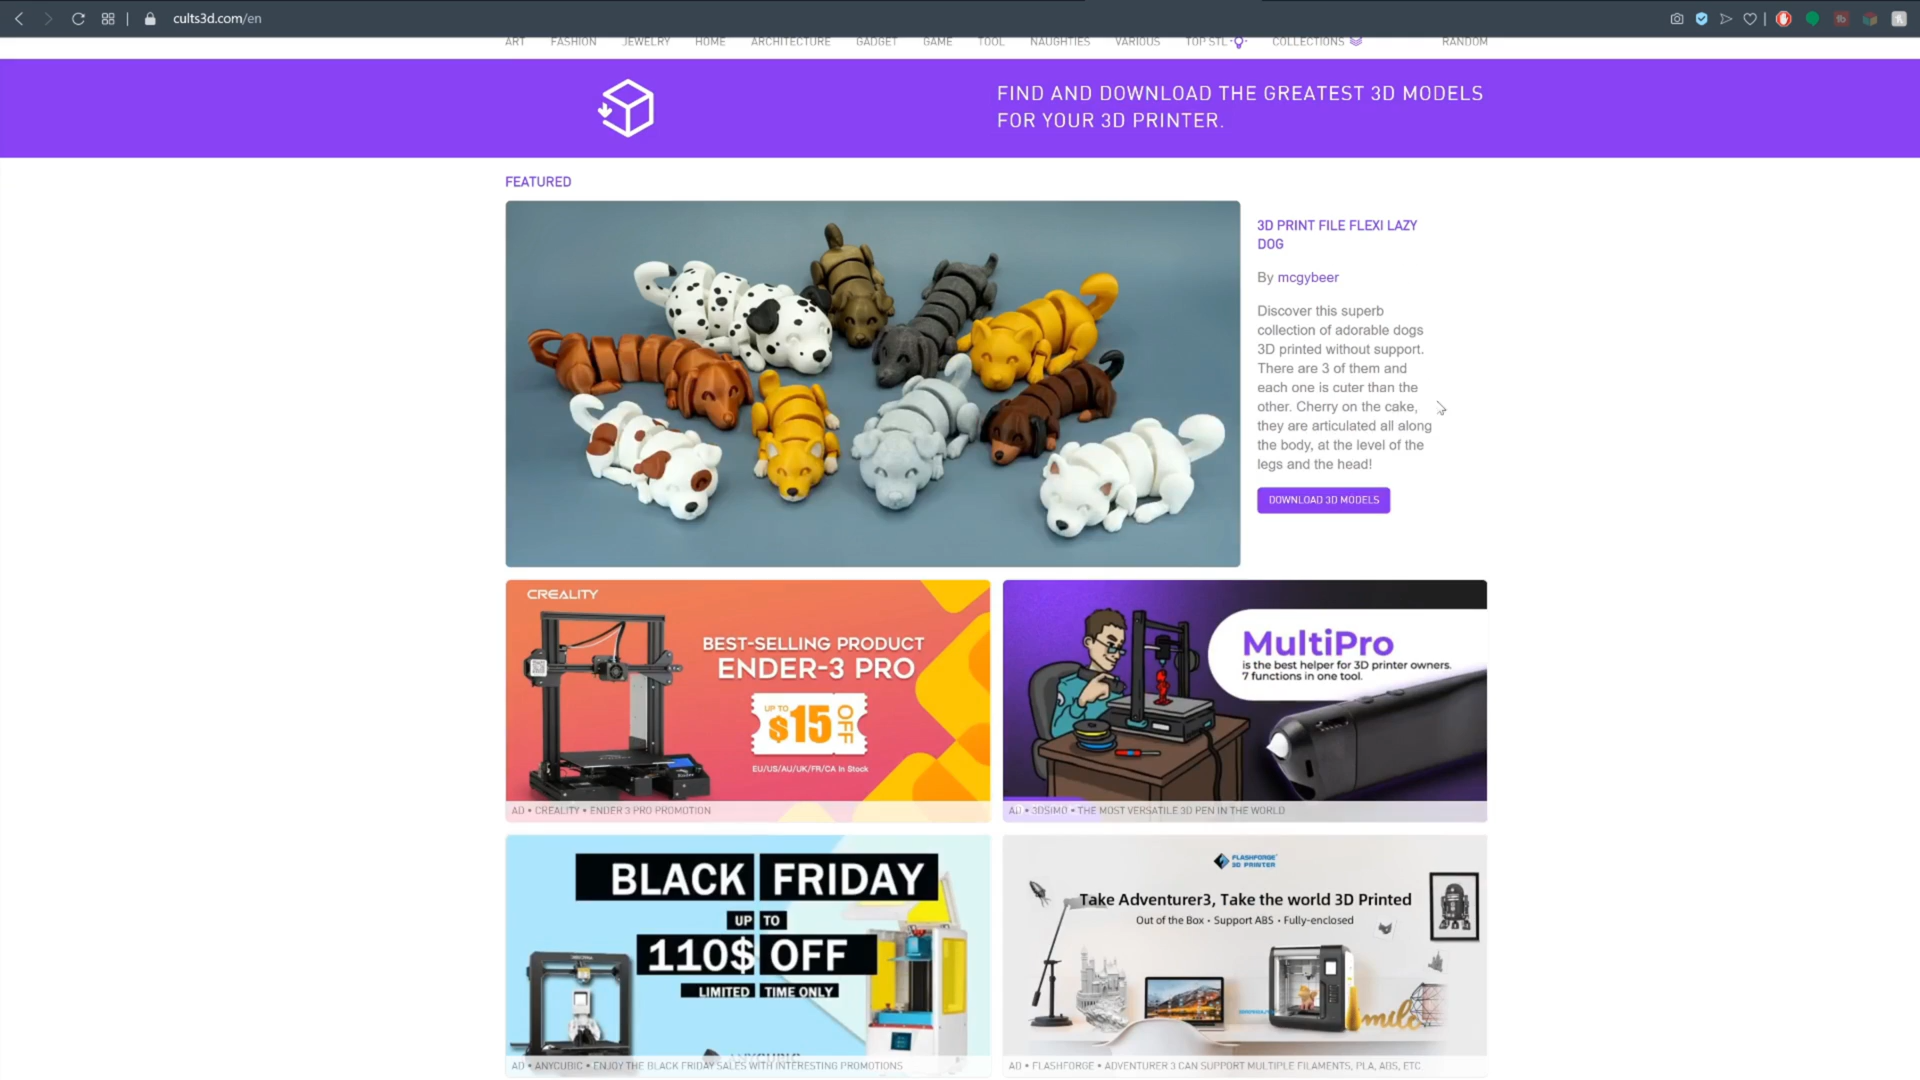 cults3d.com/en
ART FASHION JEWELRY HOME ARCHITECTURE GADGET GAME TOOL NAUGHTIES VARIOUS TOP STL COLLECTIONS RANDOM
FIND AND DOWNLOAD THE GREATEST 3D MODELS
FOR YOUR 3D PRINTER.
FEATURED
3D PRINT FILE FLEXI LAZY
DOG
By mcgybeer
Discover this superb
collection of adorable dogs
3D printed without support.
There are 3 of them and
each one is cuter than the
other. Cherry on the cake,
they are articulated all along
the body, at the level of the
legs and the head!
DOWNLOAD 3D MODELS
CREALITY
BEST-SELLING PRODUCT
ENDER-3 PRO
UP TO
$15 OFF
EU/US/AU/UK/FR/CA In Stock
AD • CREALITY • ENDER 3 PRO PROMOTION
MultiPro
is the best helper for 3D printer owners.
7 functions in one tool.
AD • 3DSIMO • THE MOST VERSATILE 3D PEN IN THE WORLD
BLACK FRIDAY
UP TO
110$ OFF
LIMITED TIME ONLY
ANYCUBIC
AD • ANYCUBIC • ENJOY THE BLACK FRIDAY SALES WITH INTERESTING PROMOTIONS
FLASHFORGE
3D PRINTER
Take Adventurer3, Take the world 3D Printed
Out of the Box • Support ABS • Fully-enclosed
AD • FLASHFORGE • ADVENTURER 3 CAN SUPPORT MULTIPLE FILAMENTS, PLA, ABS, ETC